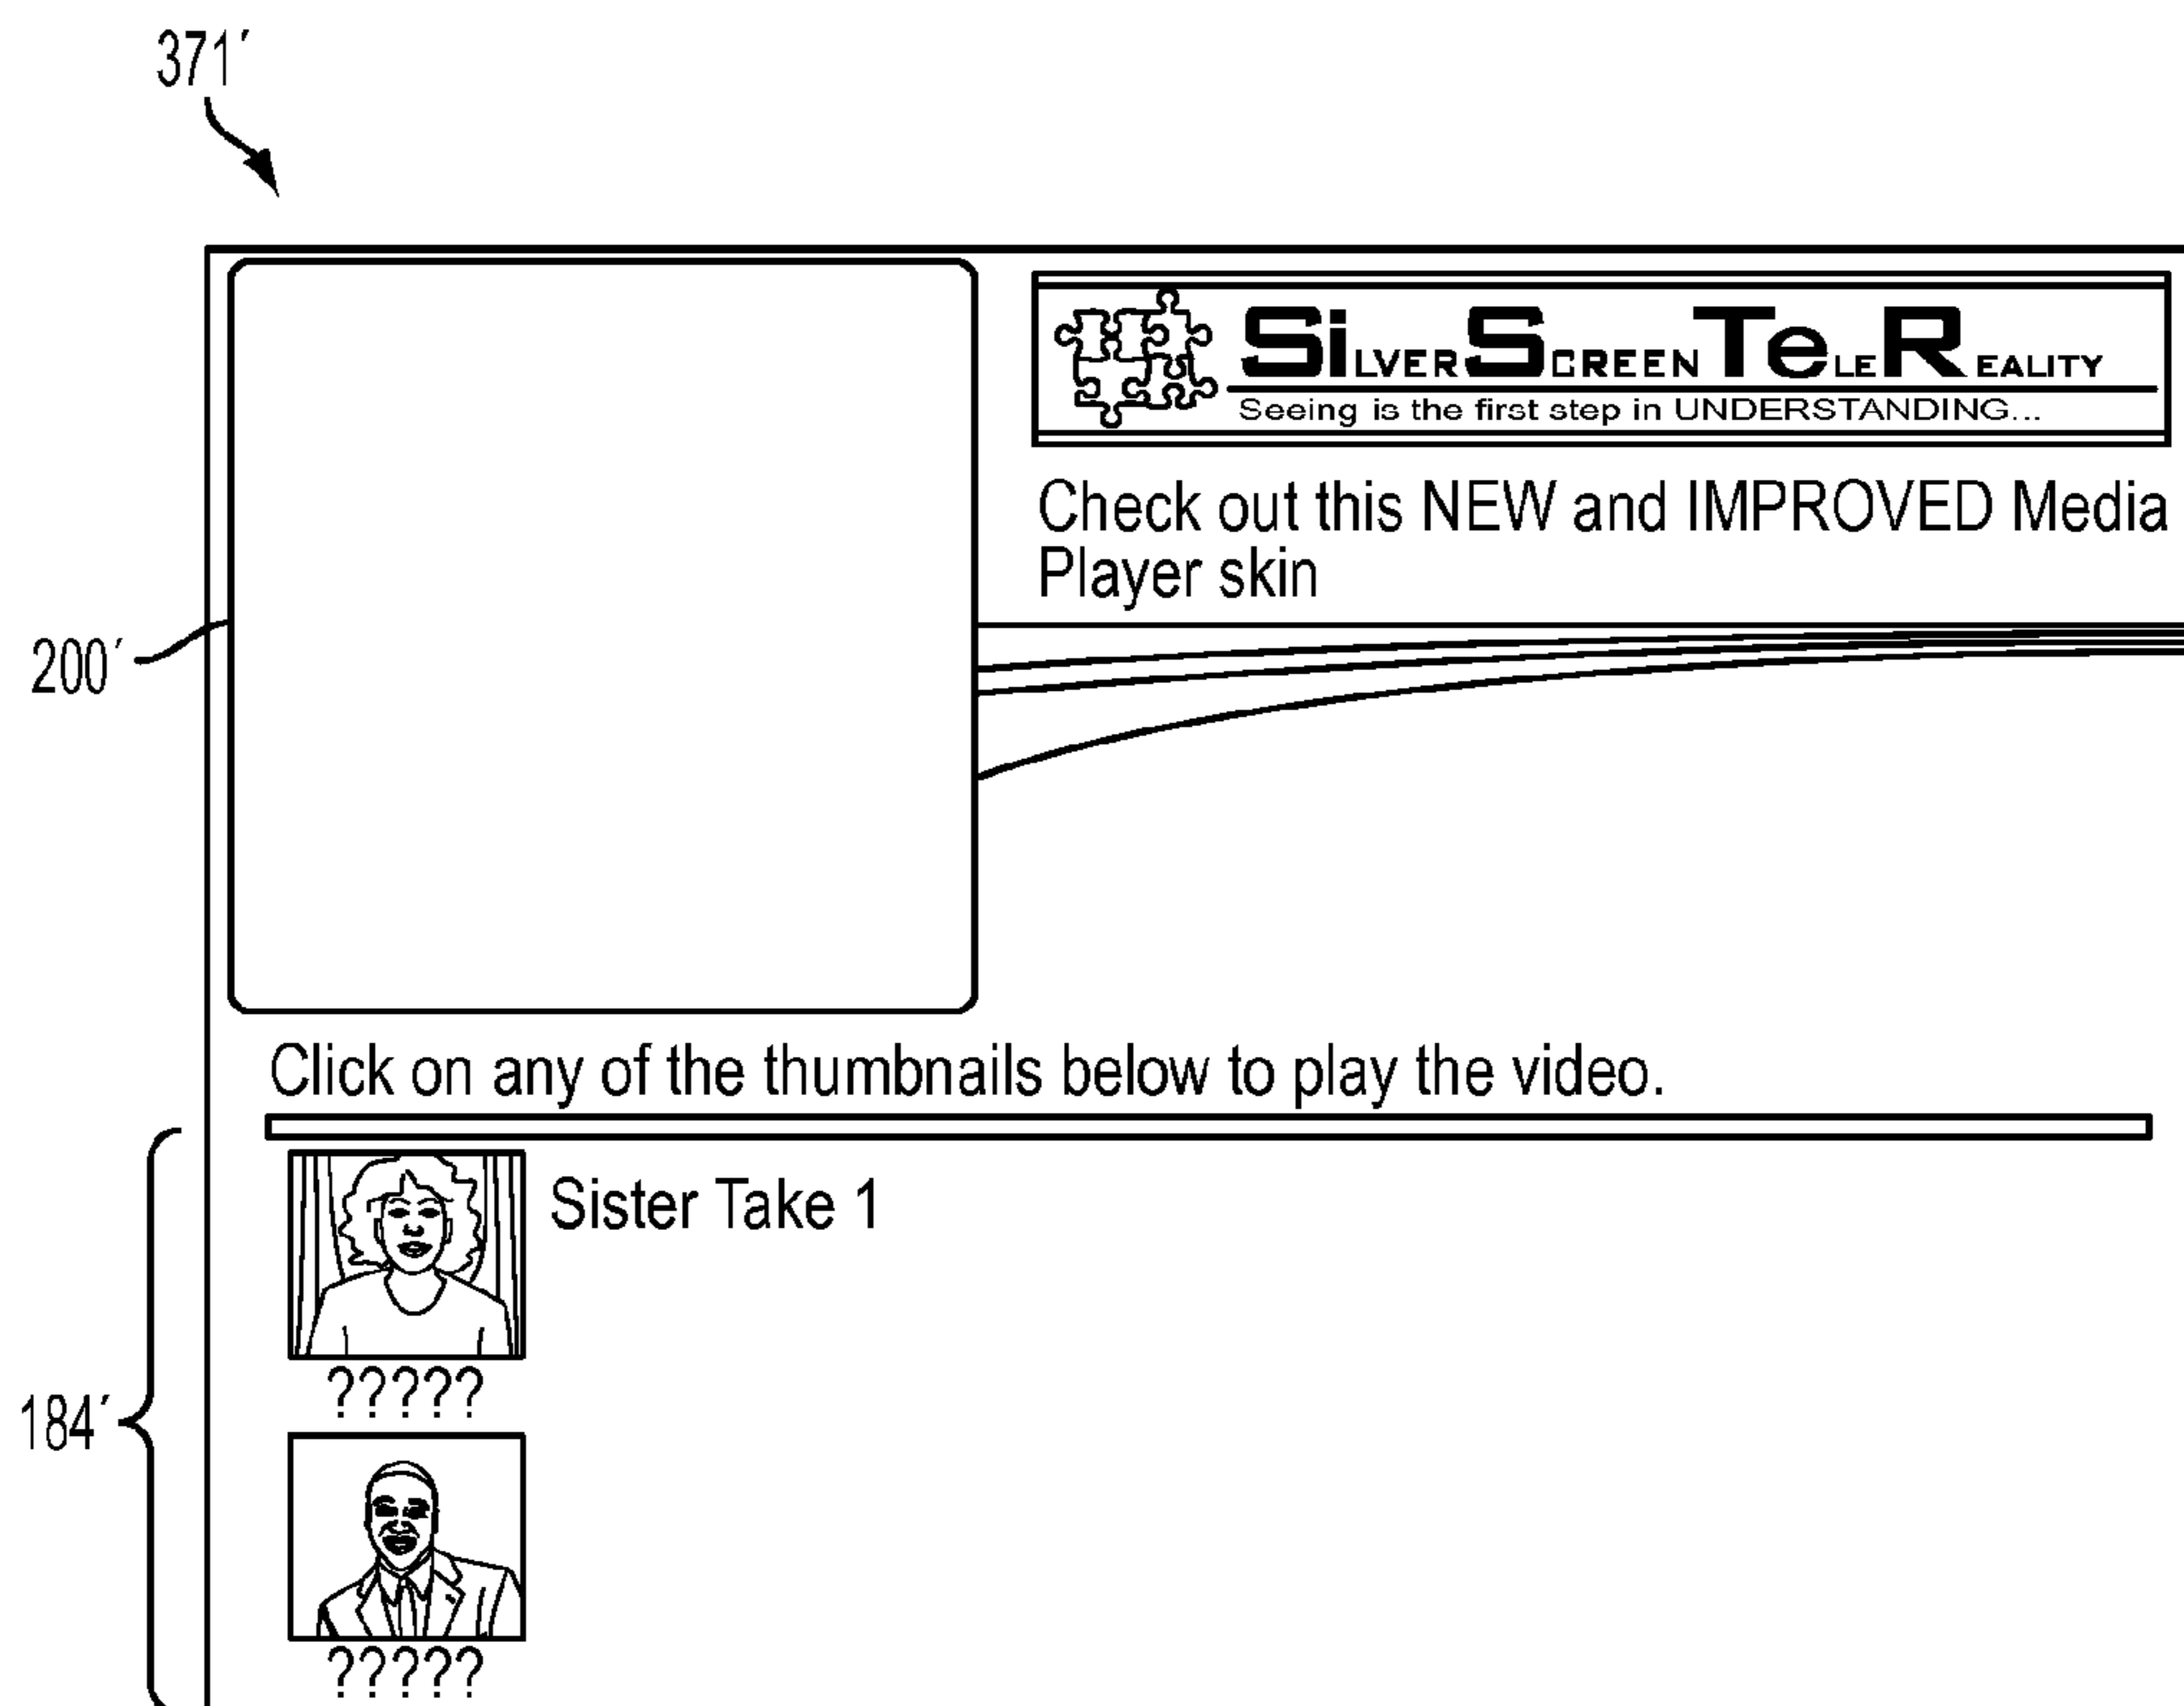 371′
SilverScreenTeleReality
Seeing is the first step in UNDERSTANDING...
Check out this NEW and IMPROVED Media
Player skin
200′
Click on any of the thumbnails below to play the video.
Sister Take 1
?????
184′
?????